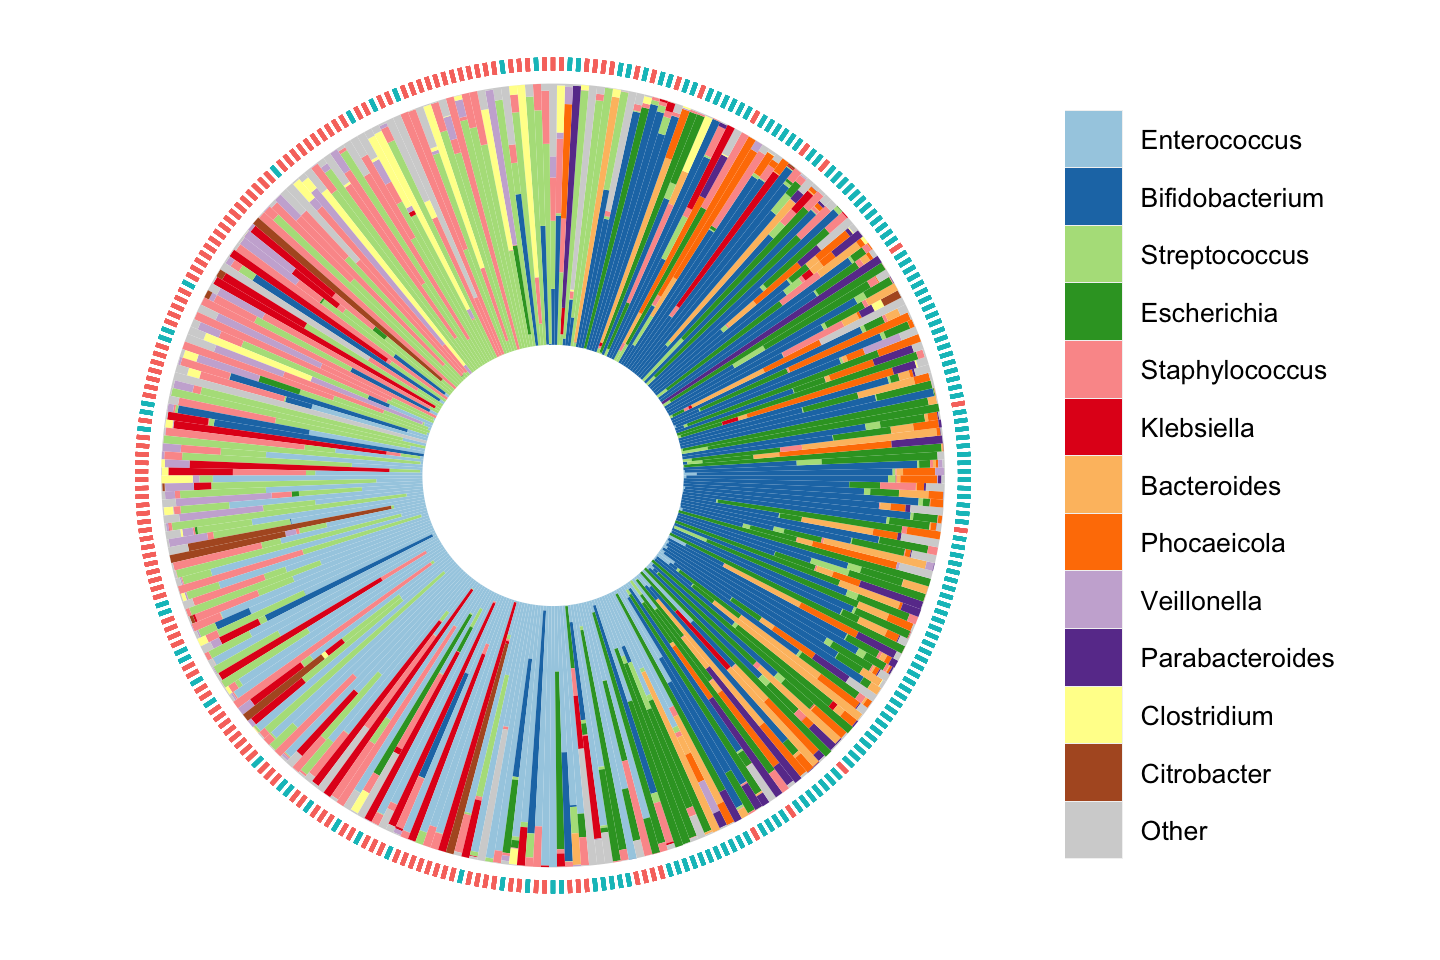 Enterococcus
Bifidobacterium
Streptococcus
Escherichia
Staphylococcus
Klebsiella
Bacteroides
Phocaeicola
Veillonella
Parabacteroides
Clostridium
Citrobacter
Other